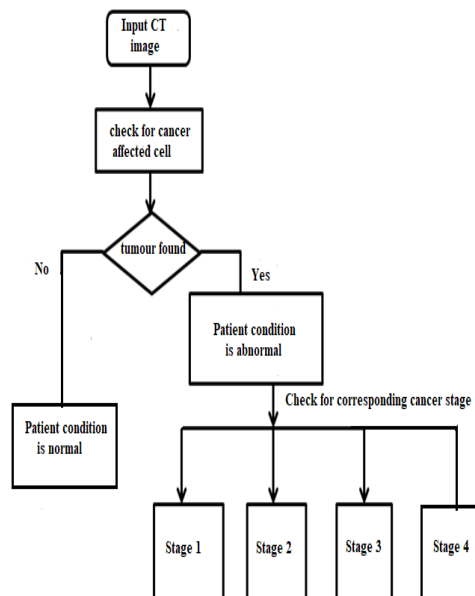 Input CT
image
check for cancer
affected cell
tumour found
No
Yes
Patient condition
is abnormal
Check for corresponding cancer stage
Patient condition
is normal
Stage 1
Stage 2
Stage 3
Stage 4